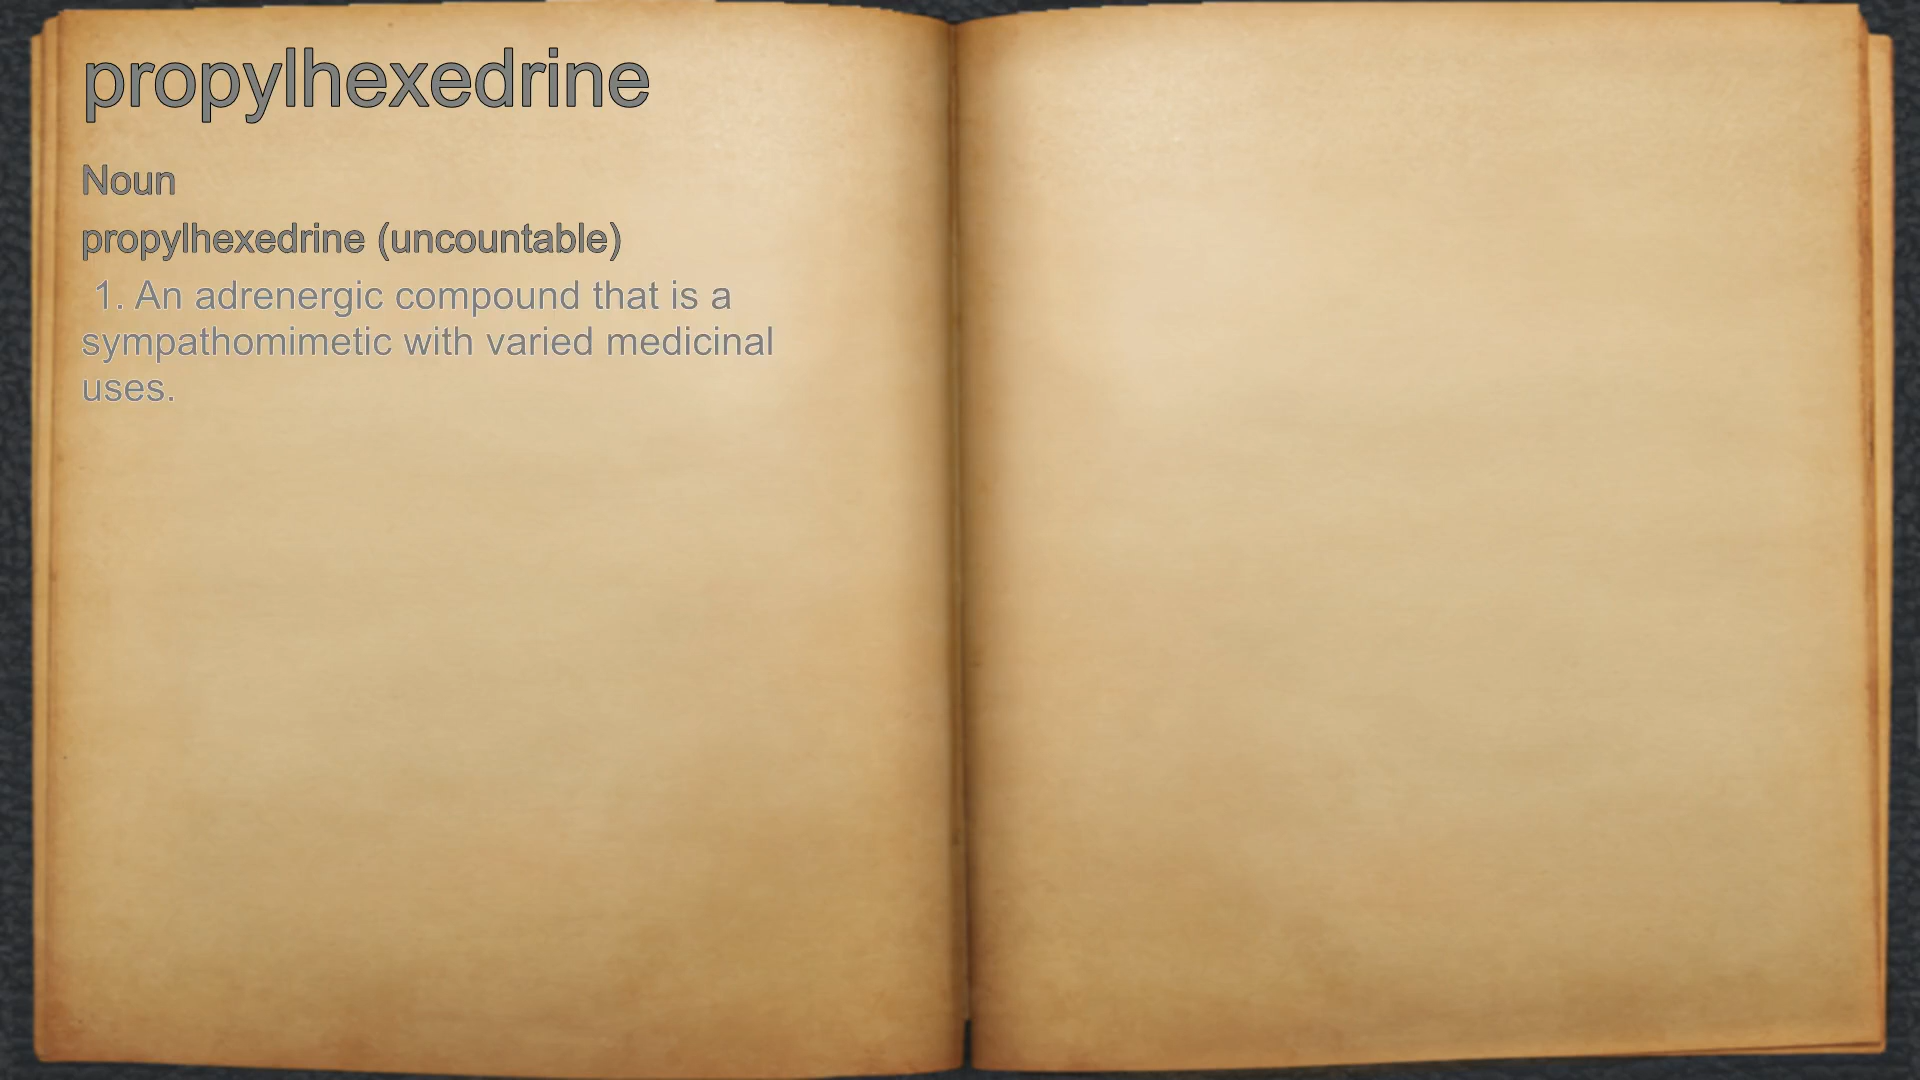 propylhexedrine
Noun
propylhexedrine (uncountable)
1. An adrenergic compound that is a
sympathomimetic with varied medicinal
uses.